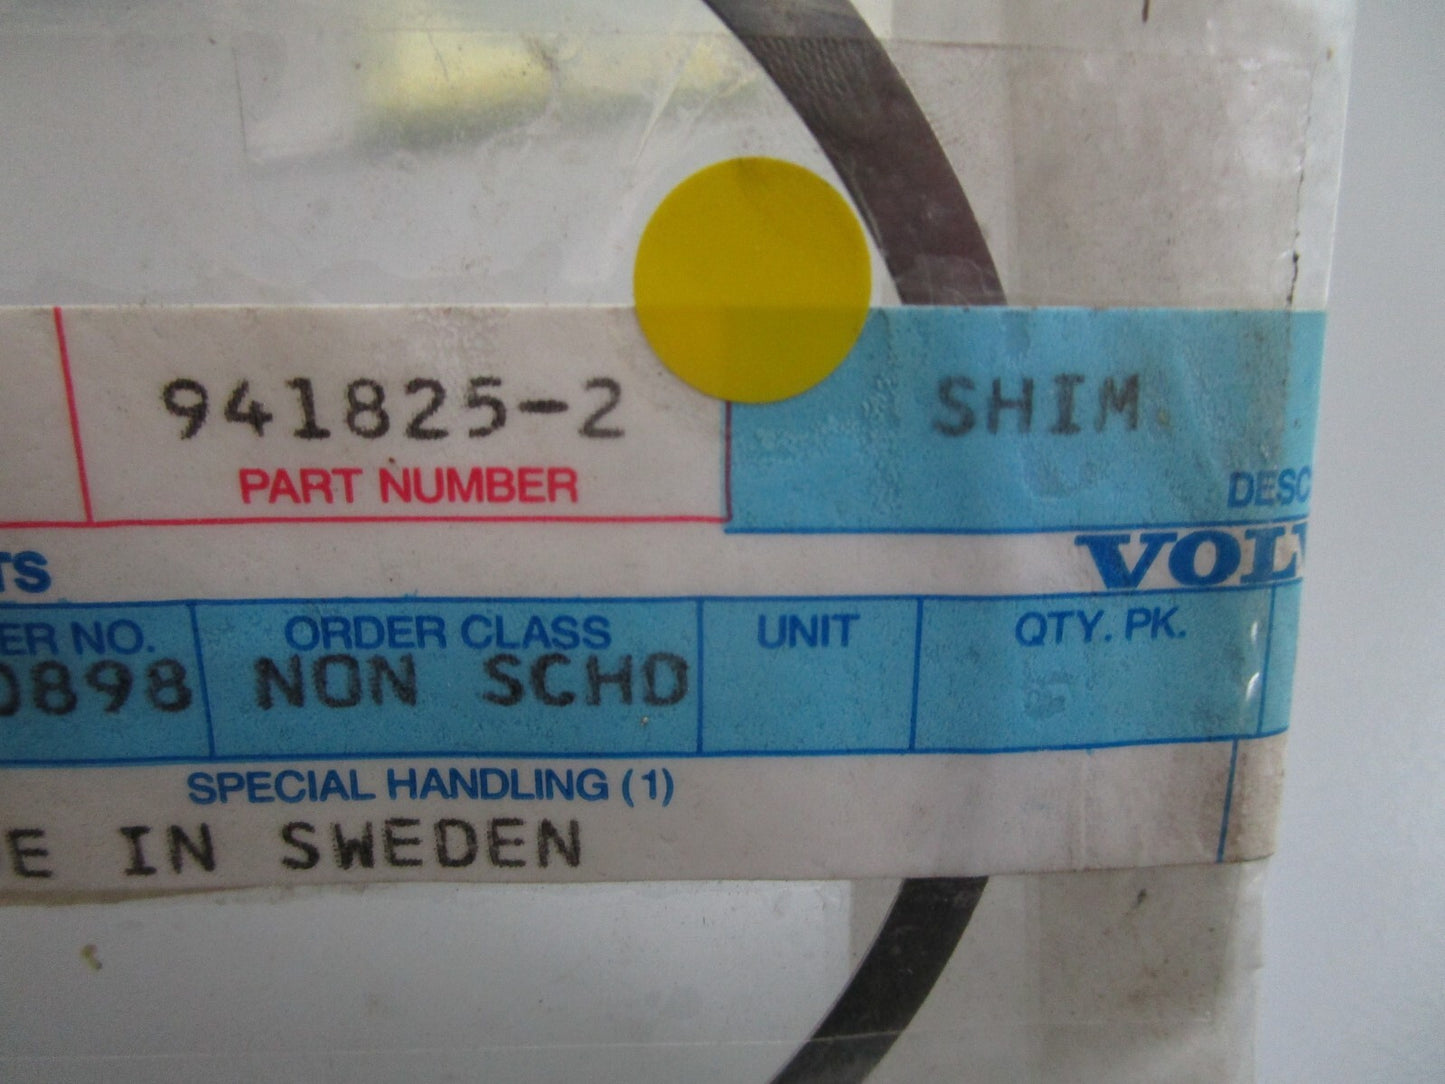 941825-2 SHIM.
PART NUMBER DESC
TS VOLV
ER NO. ORDER CLASS UNIT QTY. PK.
0898 NON SCHD
SPECIAL HANDLING (1)
E IN SWEDEN